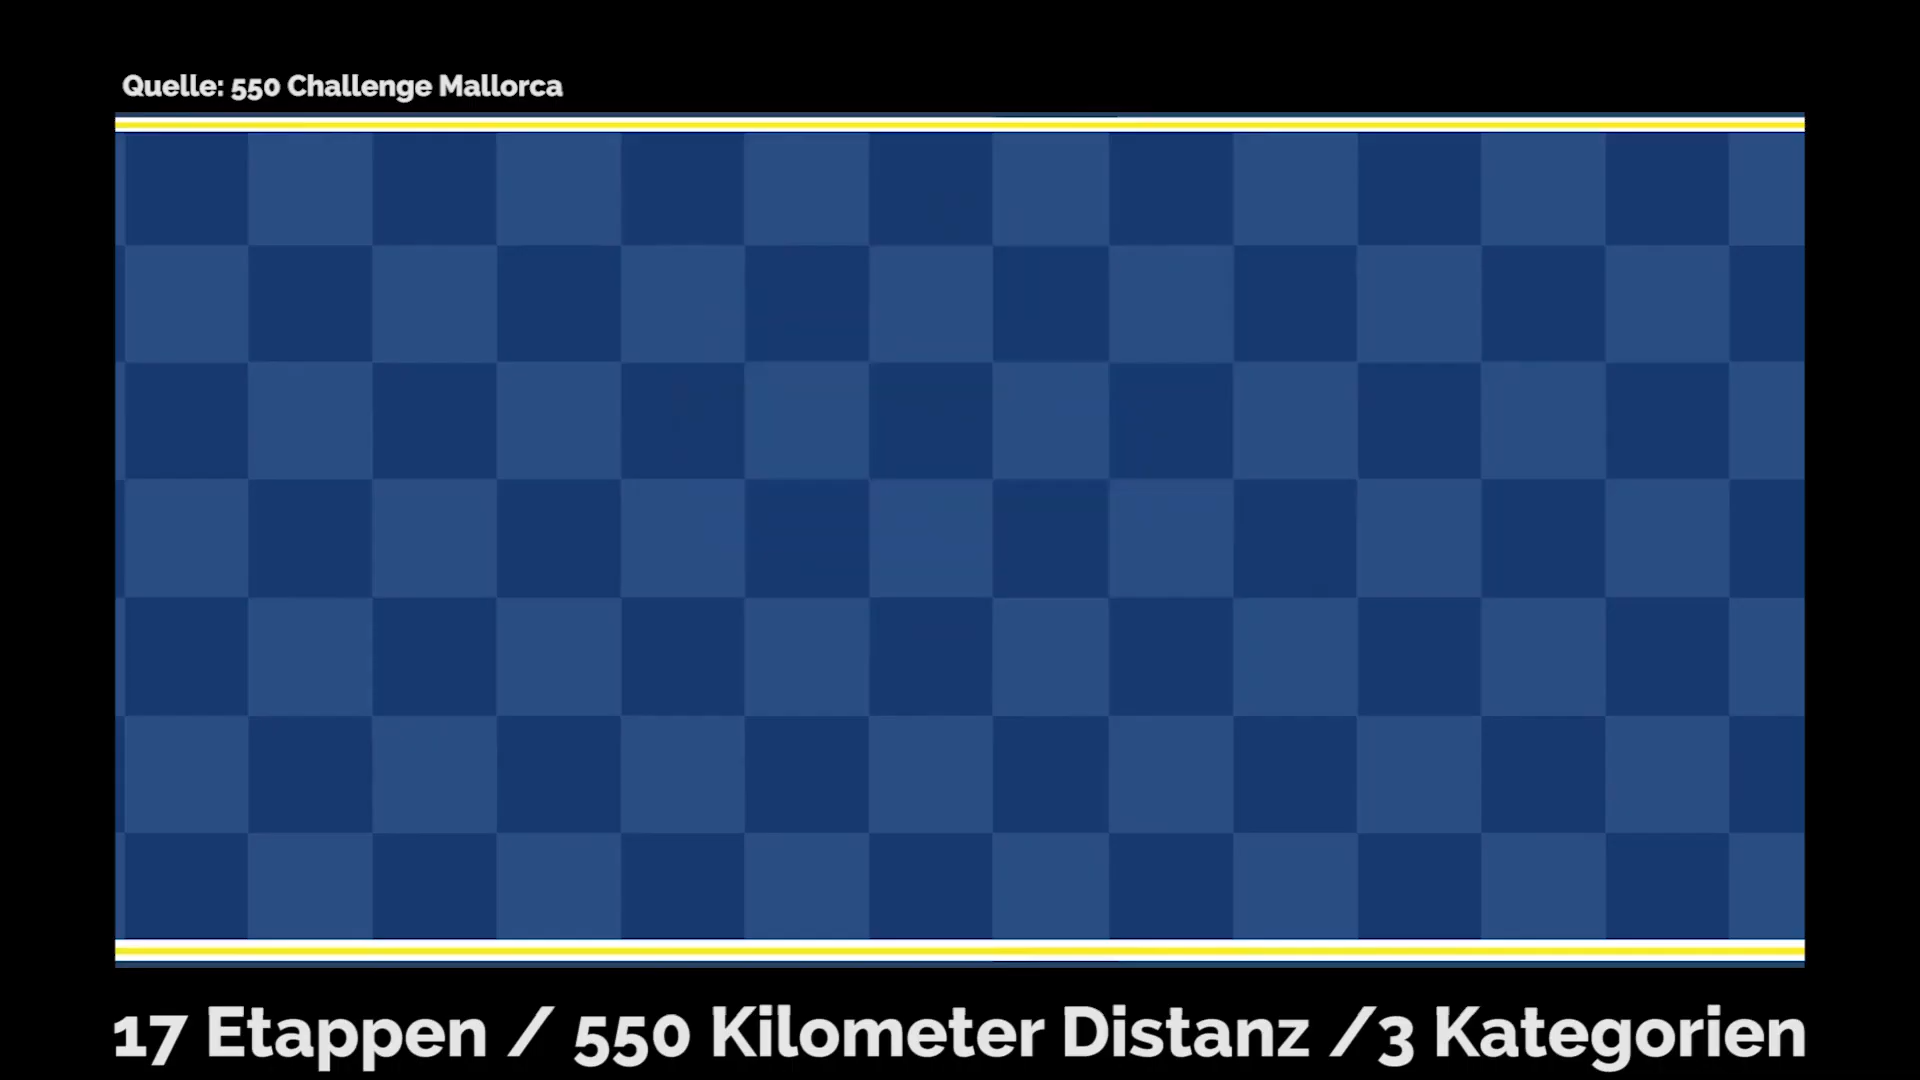 Quelle: 550 Challenge Mallorca
17 Etappen / 550 Kilometer Distanz /3 Kategorien